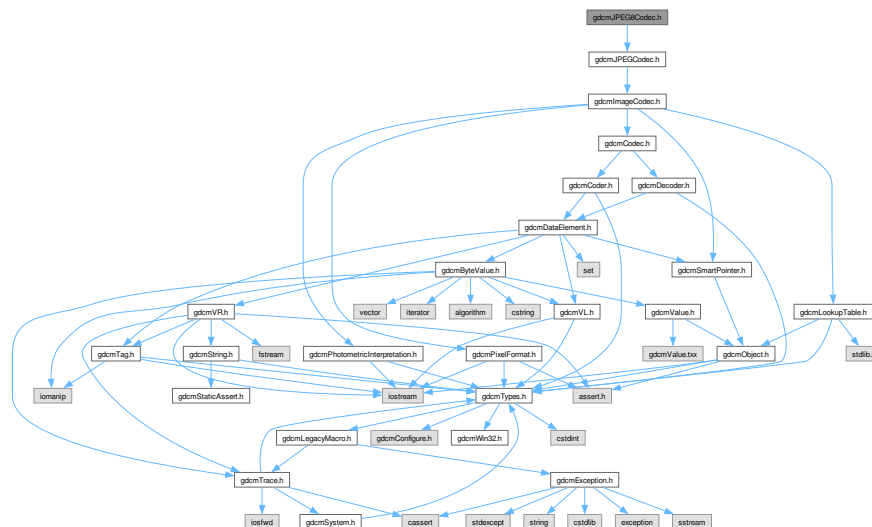 gdcmJPEG8Codec.h
gdcmJPEGCodec.h
gdcmImageCodec.h
gdcmCodec.h
gdcmCoder.h
gdcmDecoder.h
gdcmDataElement.h
gdcmByteValue.h
set
gdcmSmartPointer.h
gdcmVR.h
vector
iterator
algorithm
cstring
gdcmVL.h
gdcmValue.h
gdcmLookupTable.h
gdcmTag.h
gdcmString.h
fstream
gdcmPhotometricInterpretation.h
gdcmPixelFormat.h
gdcmValue.txx
gdcmObject.h
stdlib.h
iomanip
gdcmStaticAssert.h
iostream
gdcmTypes.h
assert.h
gdcmLegacyMacro.h
gdcmConfigure.h
gdcmWin32.h
cstdint
gdcmTrace.h
gdcmException.h
iosfwd
gdcmSystem.h
cassert
stdexcept
string
cstdlib
exception
sstream